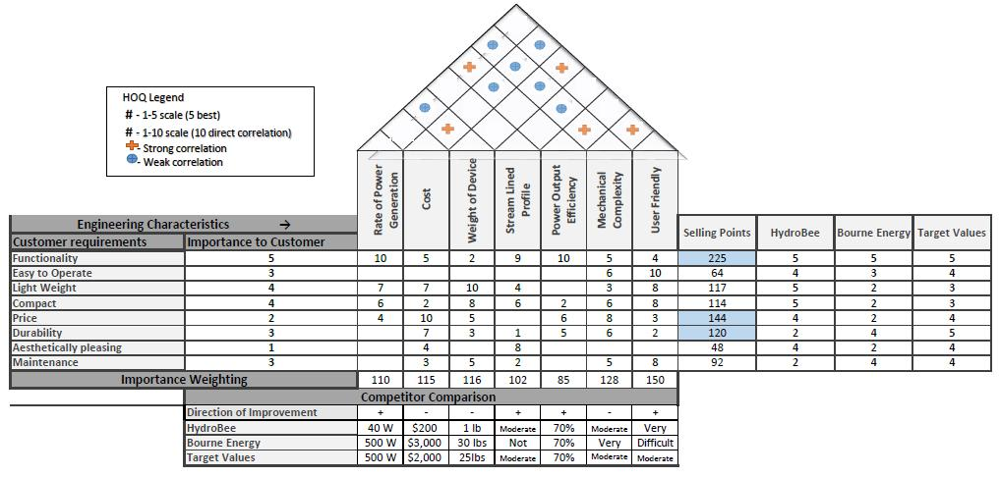 HOQ Legend
# - 1-5 scale (5 best)
# - 1-10 scale (10 direct correlation)
- Strong correlation
- Weak correlation
Engineering Characteristics →
Rate of Power Generation
Cost
Weight of Device
Stream Lined Profile
Power Output Efficiency
Mechanical Complexity
User Friendly
Selling Points HydroBee Bourne Energy Target Values
Customer requirements Importance to Customer
Functionality 5 10 5 2 9 10 5 4 225 5 5 5
Easy to Operate 3 6 10 64 4 3 4
Light Weight 4 7 7 10 4 3 8 117 5 2 3
Compact 4 6 2 8 6 2 6 8 114 5 2 3
Price 2 4 10 5 6 8 3 144 4 2 4
Durability 3 7 3 1 5 6 2 120 2 4 5
Aesthetically pleasing 1 4 8 48 4 2 4
Maintenance 3 3 5 2 5 8 92 2 4 4
Importance Weighting 110 115 116 102 85 128 150
Competitor Comparison
Direction of Improvement + - - + + - +
HydroBee 40 W $200 1 lb Moderate 70% Moderate Very
Bourne Energy 500 W $3,000 30 lbs Not 70% Very Difficult
Target Values 500 W $2,000 25lbs Moderate 70% Moderate Moderate